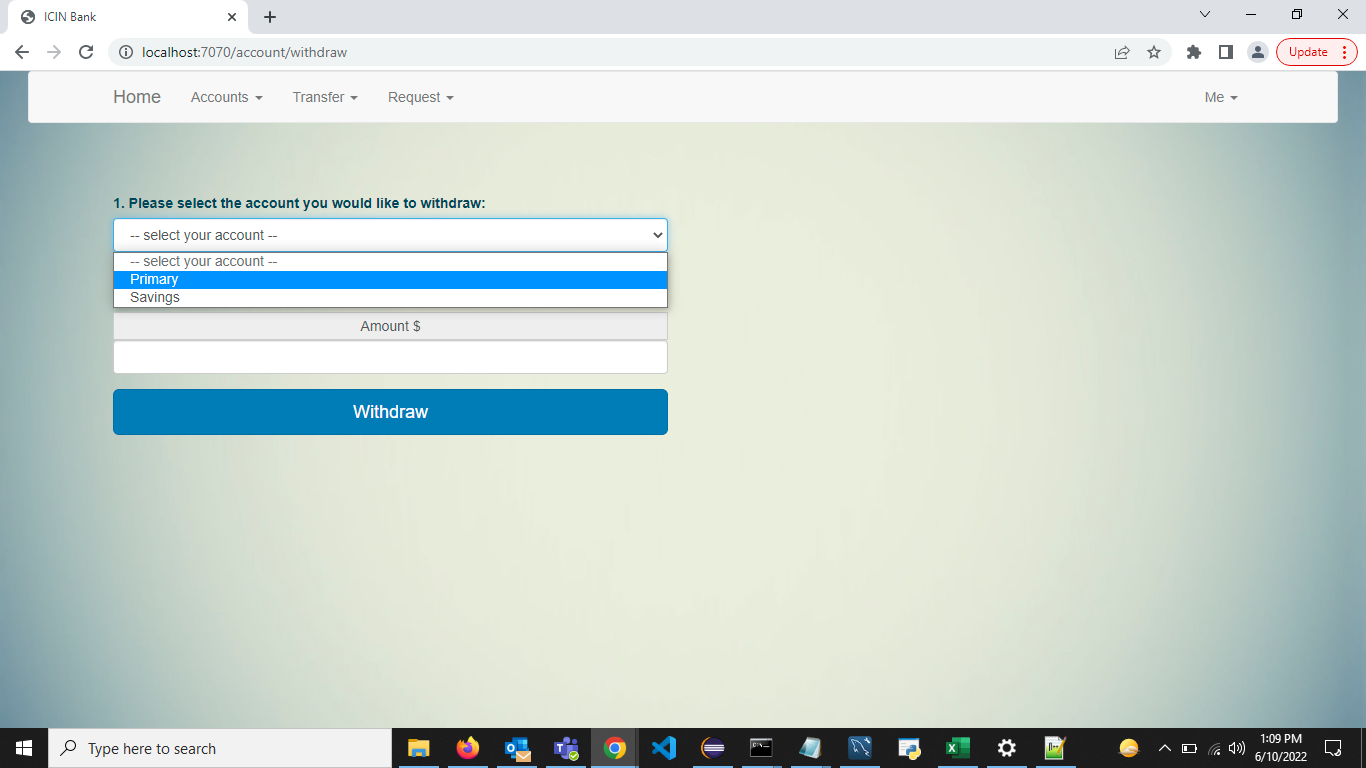 ICIN Bank
localhost:7070/account/withdraw
Update
Home Accounts Transfer Request Me
1. Please select the account you would like to withdraw:
-- select your account --
-- select your account --
Primary
Savings
Amount $
Withdraw
Type here to search
1:09 PM
6/10/2022